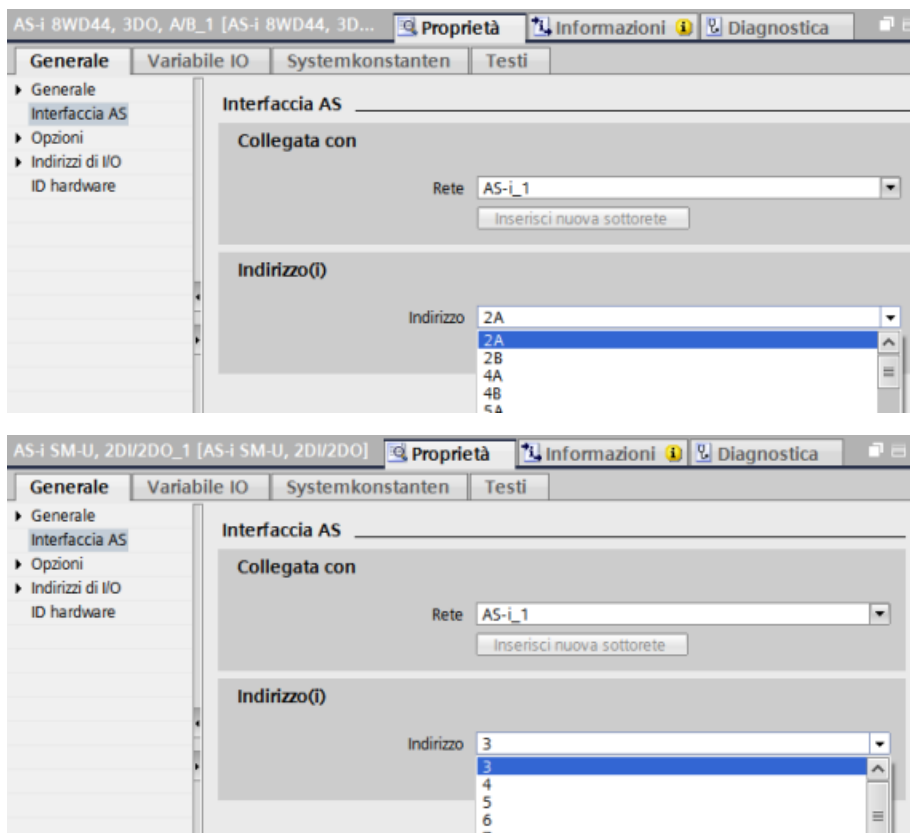 AS-i 8WD44, 3DO, A/B_1 [AS-i 8WD44, 3D... Proprietà Informazioni Diagnostica
Generale Variabile IO Systemkonstanten Testi
Generale
Interfaccia AS
Opzioni
Indirizzi di I/O
ID hardware
Interfaccia AS
Collegata con
Rete AS-i_1
Inserisci nuova sottorete
Indirizzo(i)
Indirizzo 2A
2A
2B
4A
4B
5A
AS-i SM-U, 2DI/2DO_1 [AS-i SM-U, 2DI/2DO] Proprietà Informazioni Diagnostica
Generale Variabile IO Systemkonstanten Testi
Generale
Interfaccia AS
Opzioni
Indirizzi di I/O
ID hardware
Interfaccia AS
Collegata con
Rete AS-i_1
Inserisci nuova sottorete
Indirizzo(i)
Indirizzo 3
3
4
5
6